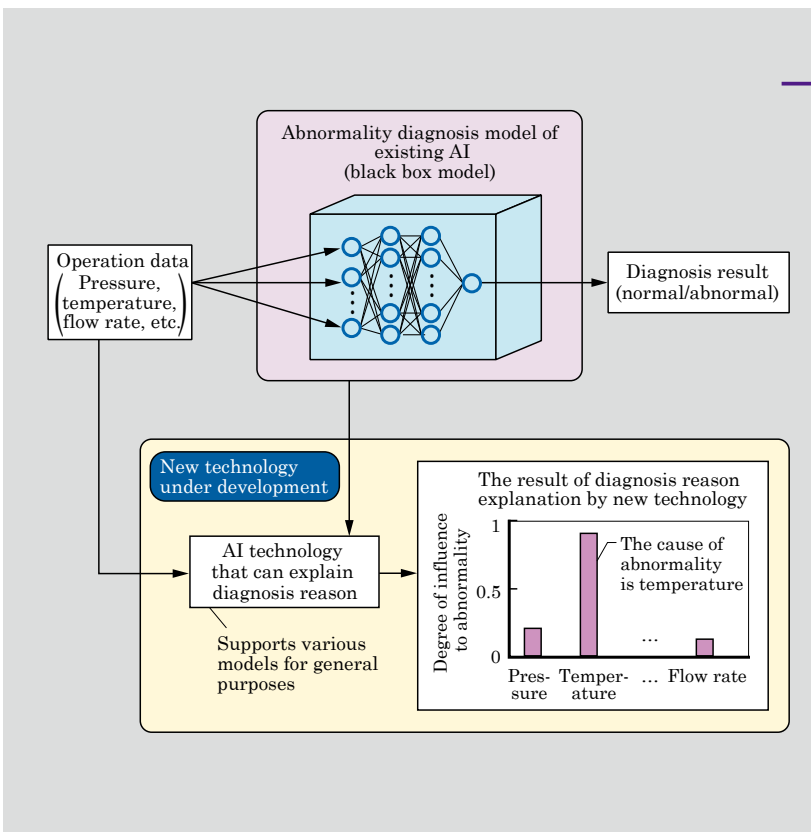 Abnormality diagnosis model of
existing AI
(black box model)
Operation data
(Pressure,
temperature,
flow rate, etc.)
Diagnosis result
(normal/abnormal)
New technology
under development
AI technology
that can explain
diagnosis reason
Supports various
models for general
purposes
The result of diagnosis reason
explanation by new technology
Degree of influence
to abnormality
1
0.5
0
The cause of
abnormality
is temperature
...
Pres-
sure
Temper-
ature
... Flow rate